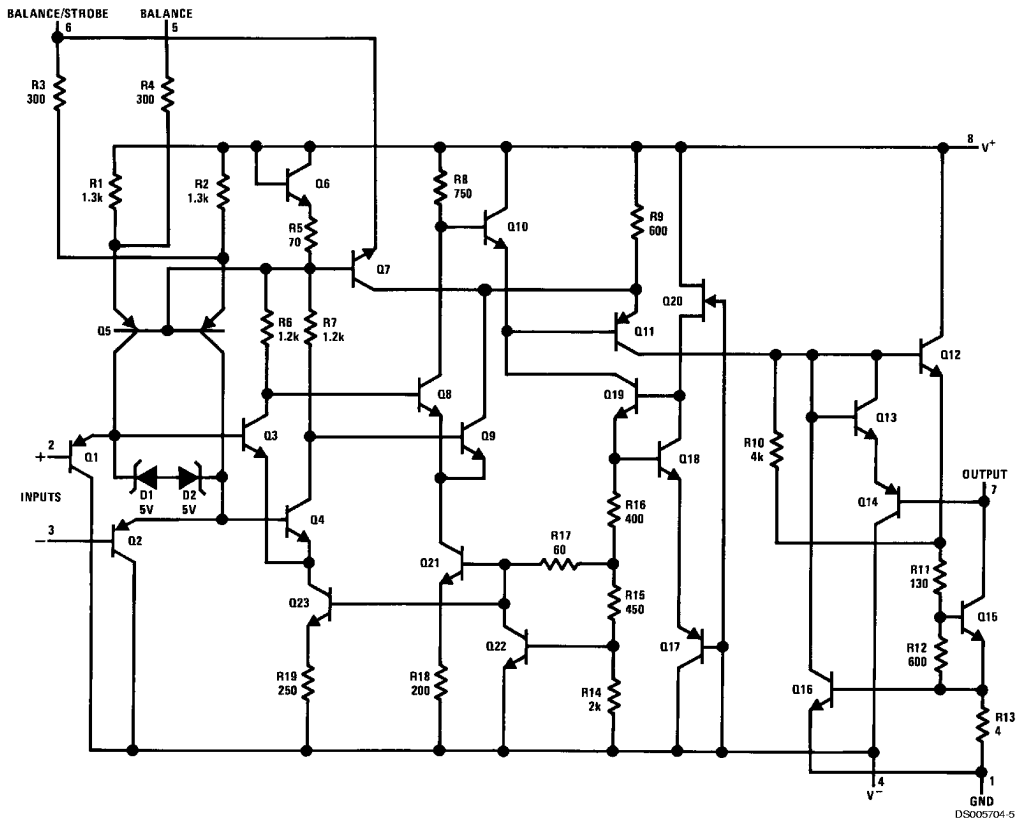 BALANCE/STROBE BALANCE
6 5
R3
300
R4
300
8 V+
R1
1.3k
R2
1.3k
Q6
R8
750
R5
70
Q10
R9
600
Q7
Q20
Q5
R6
1.2k
R7
1.2k
Q11
Q12
Q8
Q19
Q13
Q3
Q9
2
+
Q1
Q18
R10
4k
D1
5V
D2
5V
INPUTS
OUTPUT
7
Q14
R16
400
Q4
3
−
Q2
R17
60
Q21
R11
130
Q23
R15
450
Q15
Q22
Q17
R12
600
R19
250
R18
200
R14
2k
Q16
R13
4
4
V−
1
GND
DS005704-5